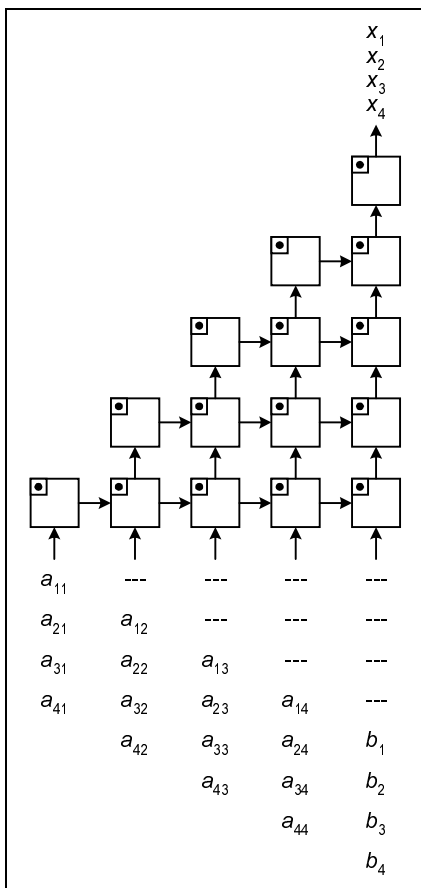 x₁
x₂
x₃
x₄
a₁₁ --- --- --- ---
a₂₁ a₁₂ --- --- ---
a₃₁ a₂₂ a₁₃ --- ---
a₄₁ a₃₂ a₂₃ a₁₄ ---
a₄₂ a₃₃ a₂₄ b₁
a₄₃ a₃₄ b₂
a₄₄ b₃
b₄